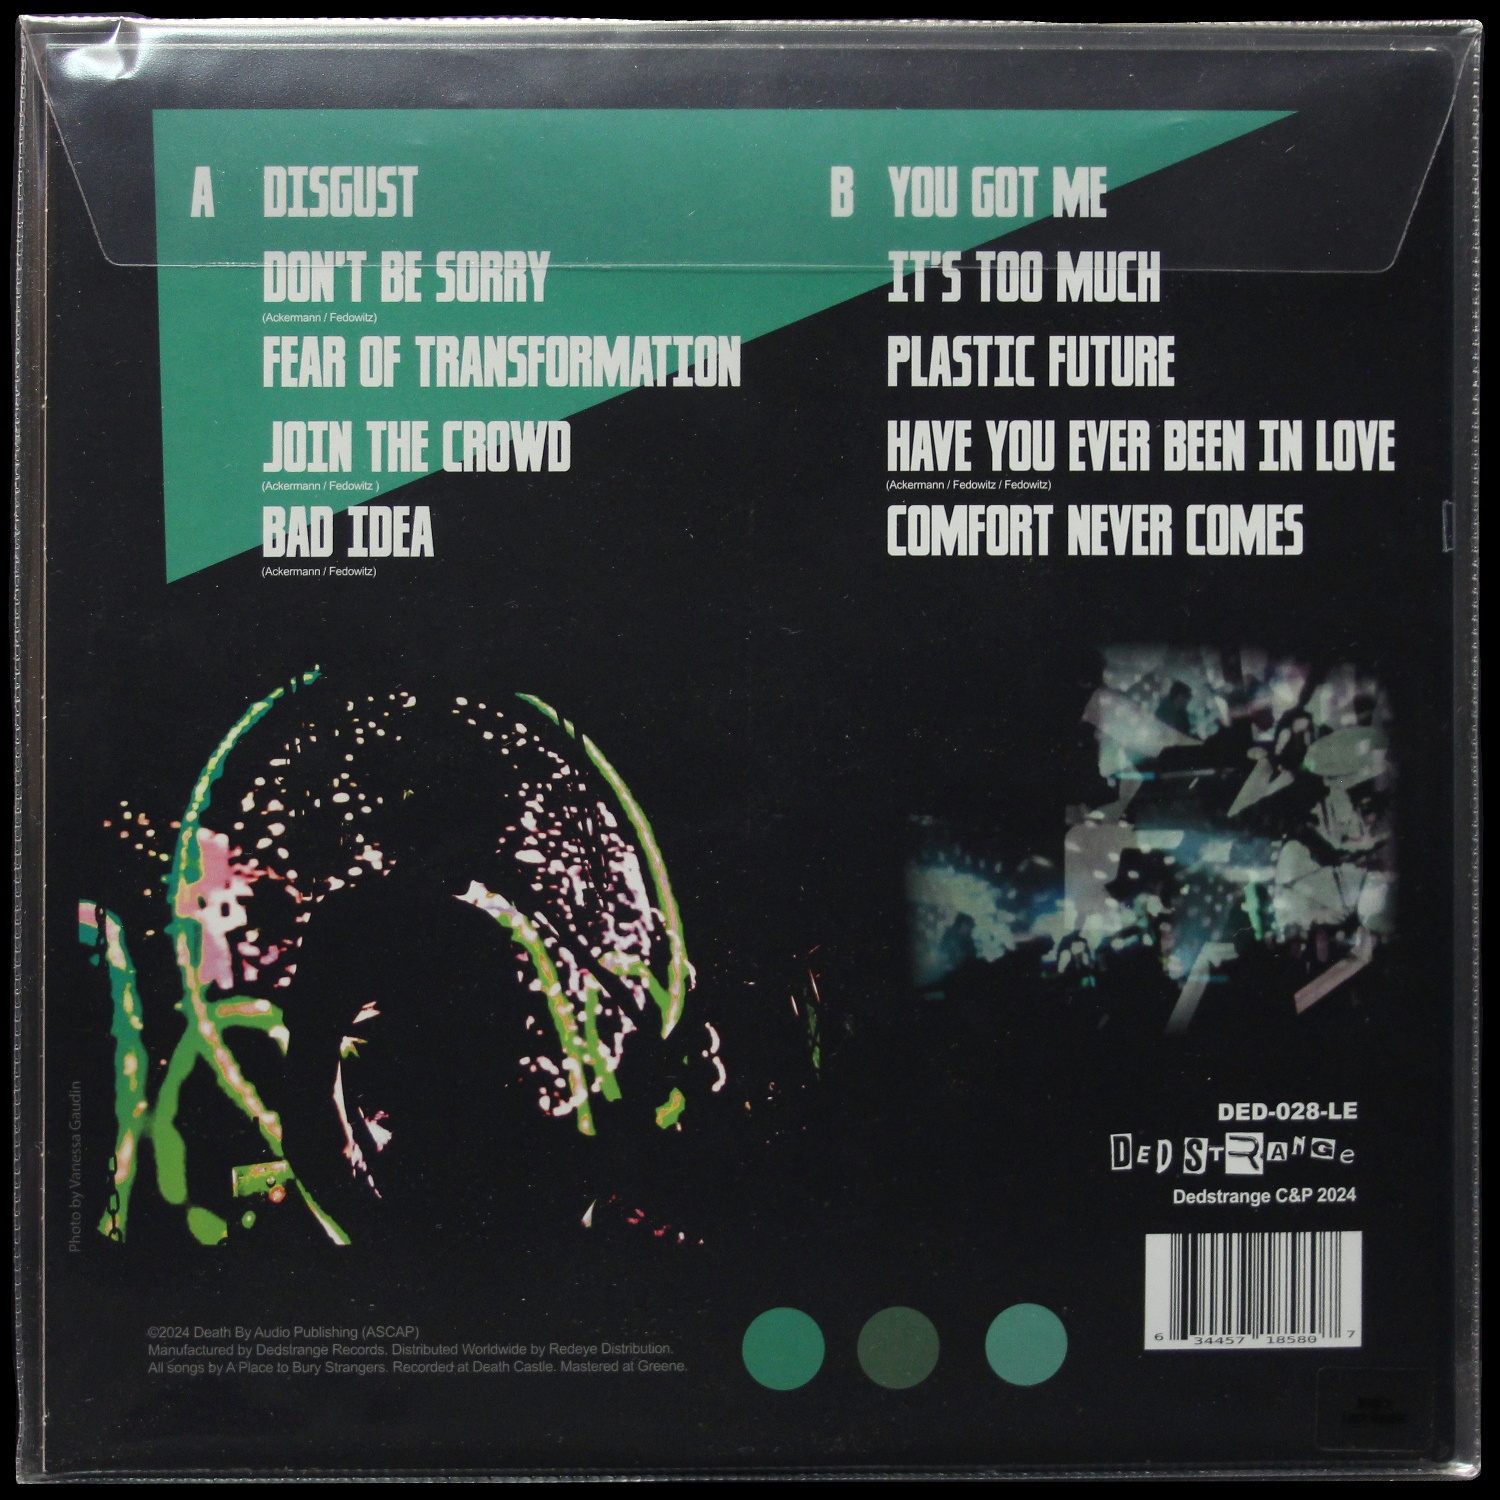 A
DISGUST
DON'T BE SORRY
(Ackermann / Fedowitz)
FEAR OF TRANSFORMATION
JOIN THE CROWD
(Ackermann / Fedowitz )
BAD IDEA
(Ackermann / Fedowitz)
B
YOU GOT ME
IT'S TOO MUCH
PLASTIC FUTURE
HAVE YOU EVER BEEN IN LOVE
(Ackermann / Fedowitz / Fedowitz)
COMFORT NEVER COMES
Photo by Vanessa Gaudin
DED-028-LE
DED STRANGe
Dedstrange C&P 2024
6 34457 18580 7
©2024 Death By Audio Publishing (ASCAP)
Manufactured by Dedstrange Records. Distributed Worldwide by Redeye Distribution.
All songs by A Place to Bury Strangers. Recorded at Death Castle. Mastered at Greene.